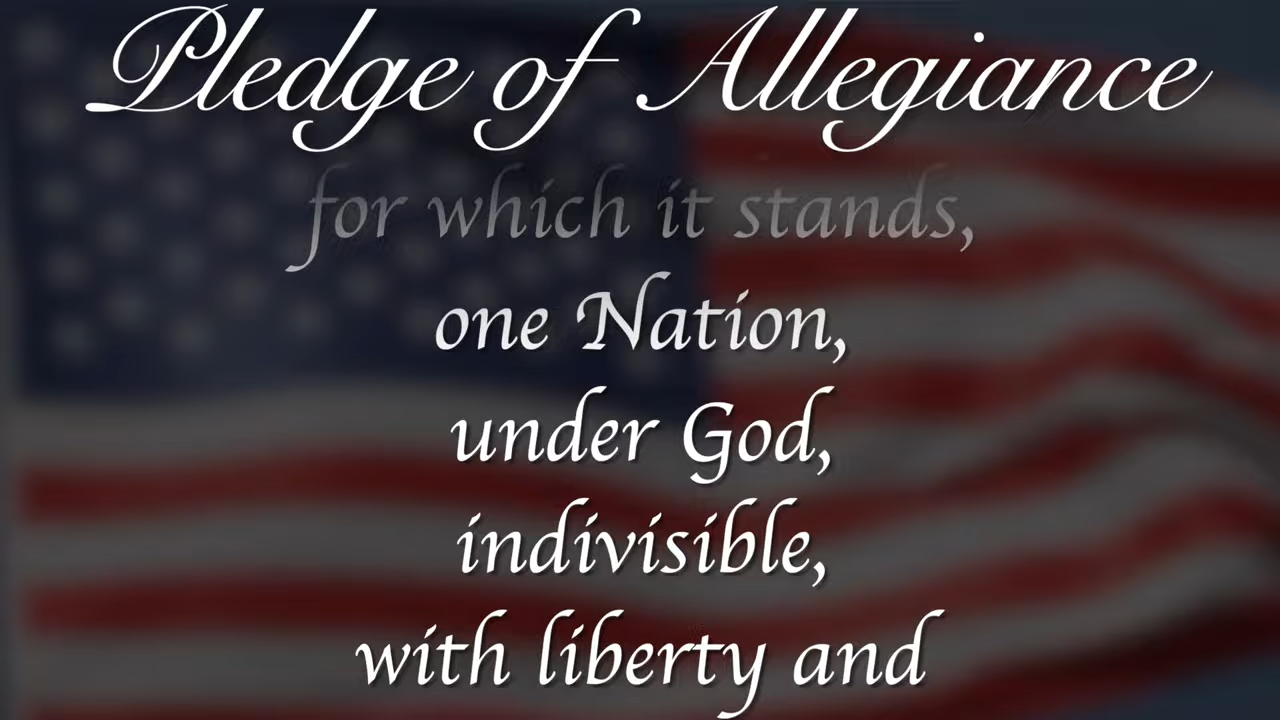 Pledge of Allegiance
for which it stands,
one Nation,
under God,
indivisible,
with liberty and